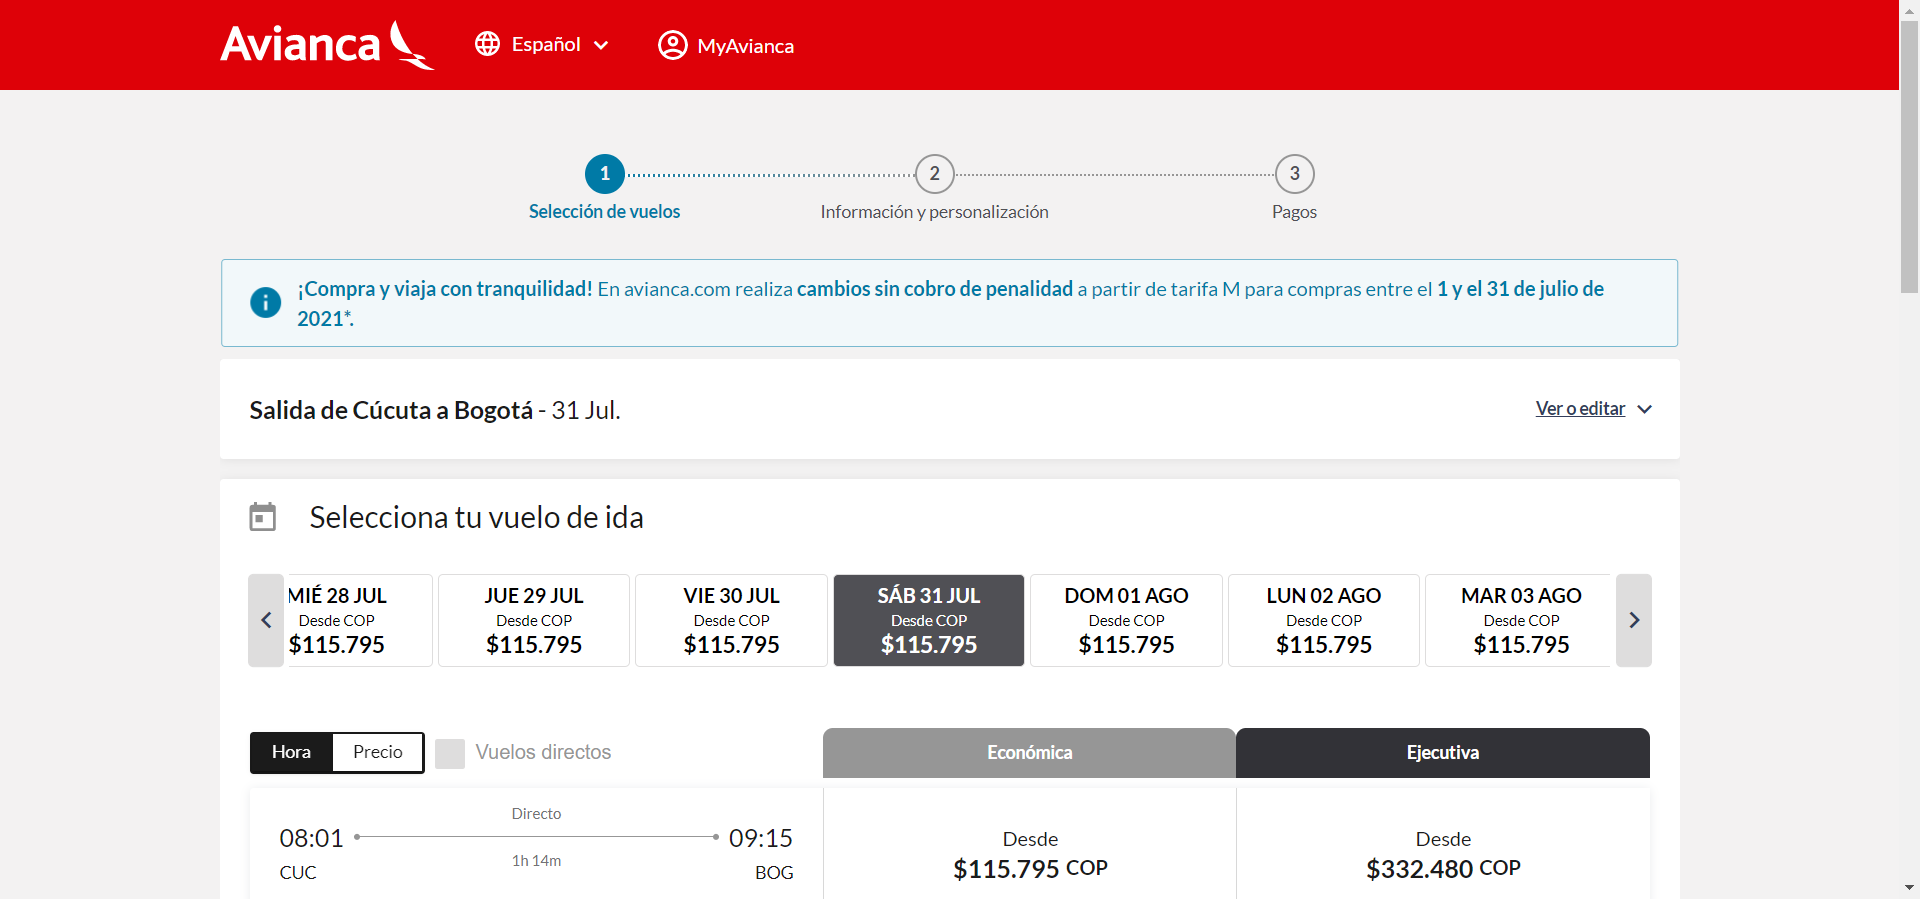 Avianca
Español
MyAvianca
1
2
3
Selección de vuelos
Información y personalización
Pagos
¡Compra y viaja con tranquilidad! En avianca.com realiza cambios sin cobro de penalidad a partir de tarifa M para compras entre el 1 y el 31 de julio de
2021*.
Salida de Cúcuta a Bogotá - 31 Jul.
Ver o editar
Selecciona tu vuelo de ida
MIÉ 28 JUL
Desde COP
$115.795
JUE 29 JUL
Desde COP
$115.795
VIE 30 JUL
Desde COP
$115.795
SÁB 31 JUL
Desde COP
$115.795
DOM 01 AGO
Desde COP
$115.795
LUN 02 AGO
Desde COP
$115.795
MAR 03 AGO
Desde COP
$115.795
Hora
Precio
Vuelos directos
Económica
Ejecutiva
Directo
08:01
09:15
1h 14m
CUC
BOG
Desde
$115.795 COP
Desde
$332.480 COP